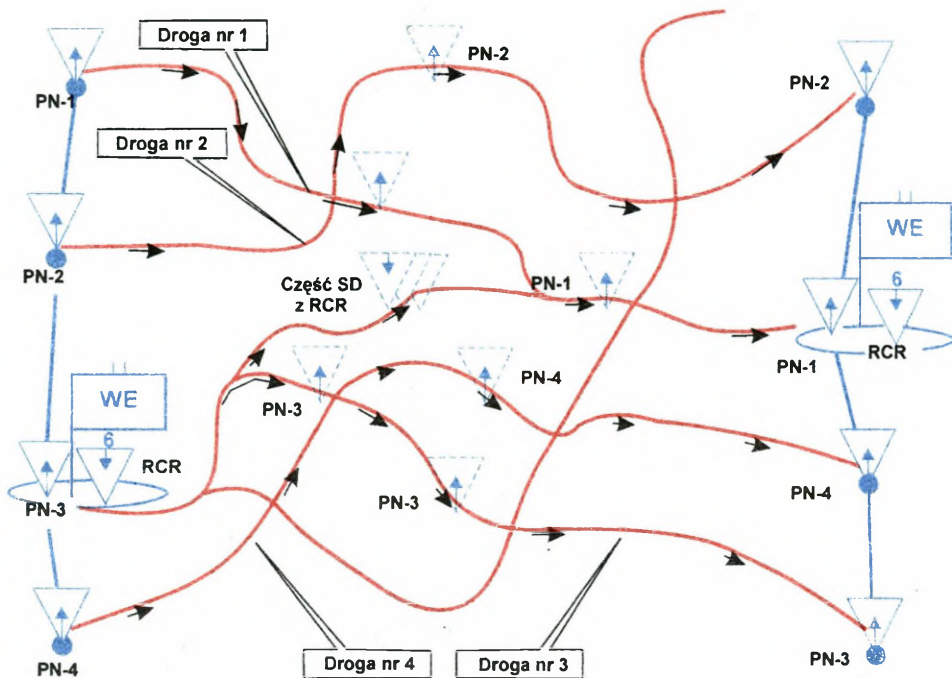 Droga nr 1
PN-2
PN-1
PN-2
Droga nr 2
WE
PN-2
Część SD
z RCR
PN-1
6
PN-1
RCR
WE
PN-3
PN-4
6
RCR
PN-3
PN-3
PN-4
PN-4
Droga nr 4
Droga nr 3
PN-3